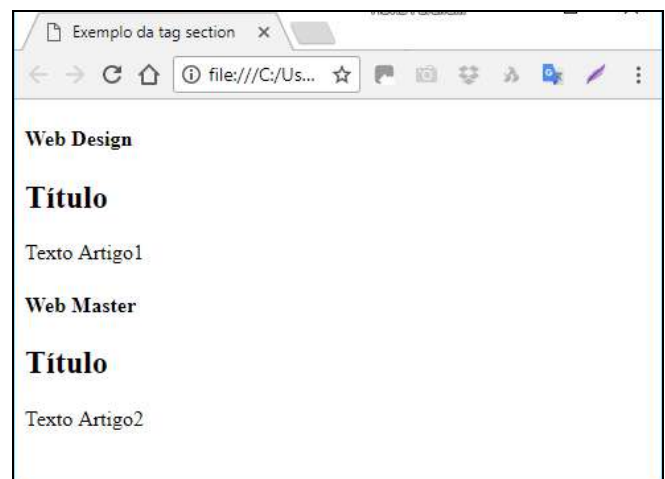 Exemplo da tag section
file:///C:/Us...
Web Design
Título
Texto Artigo1
Web Master
Título
Texto Artigo2